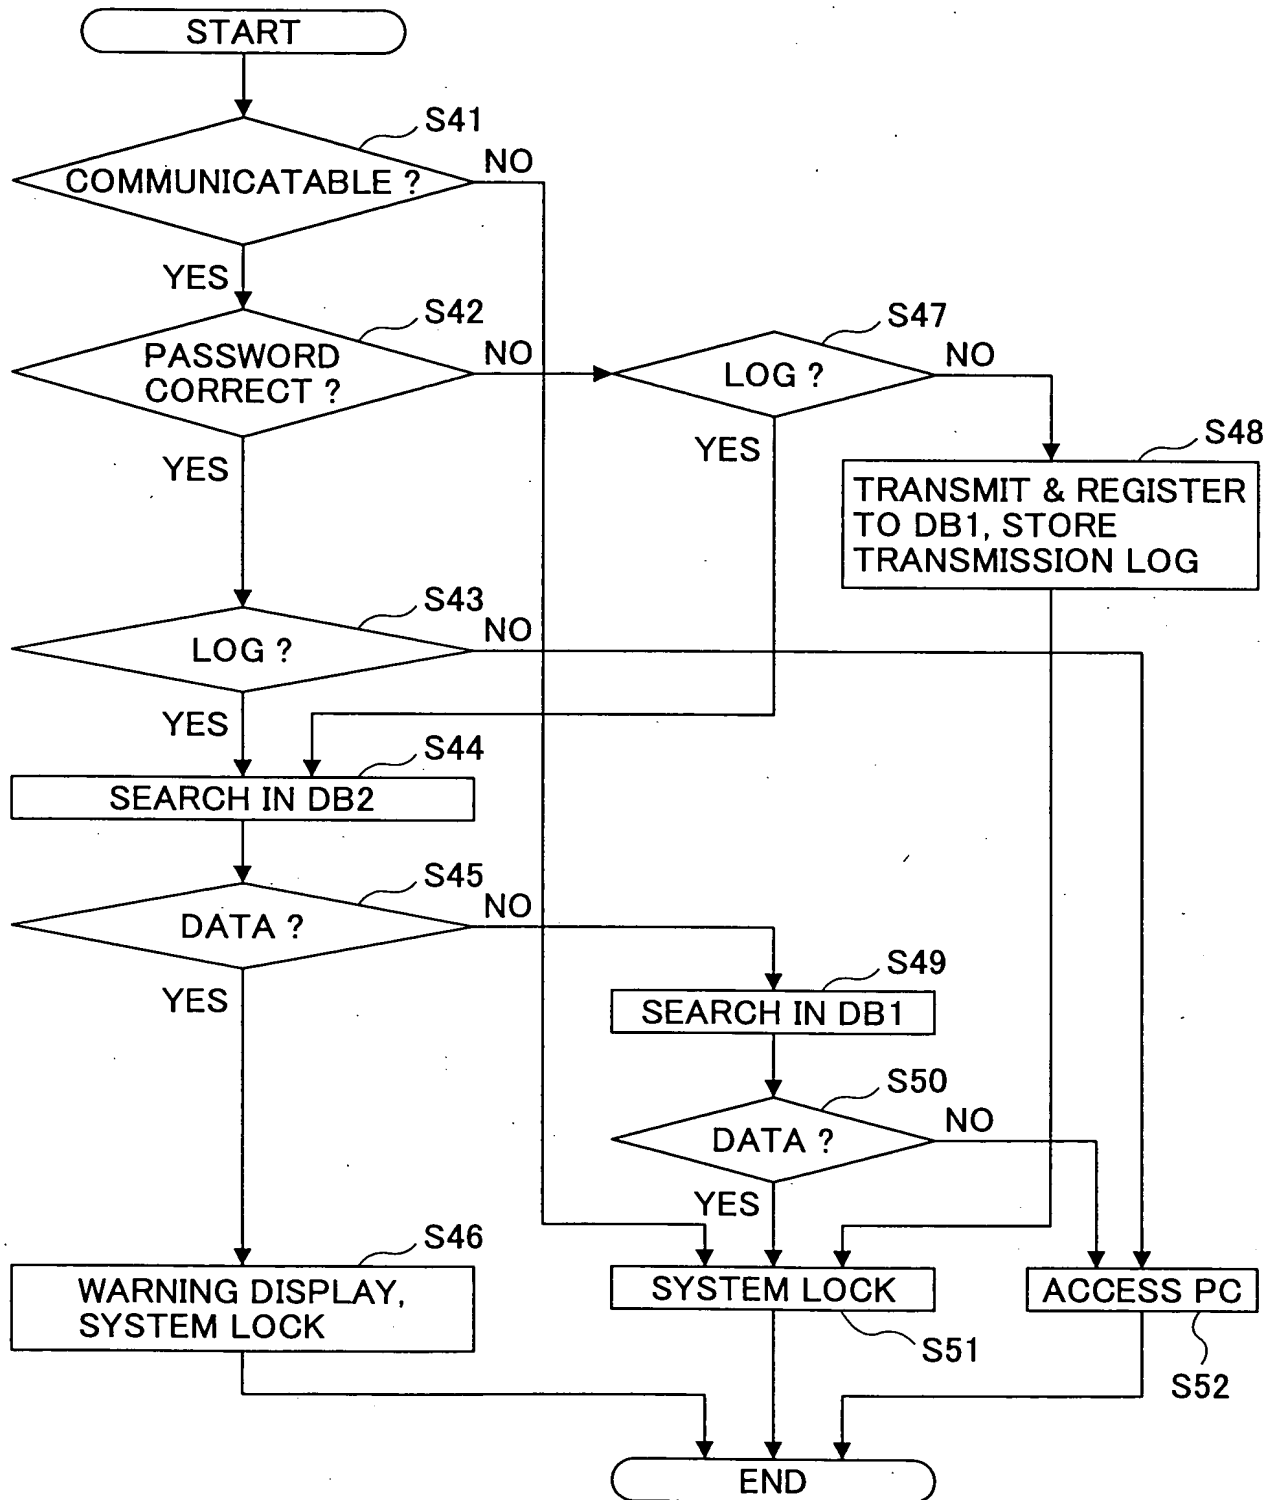 START
S41
COMMUNICATABLE ?
NO
YES
S42
PASSWORD
CORRECT ?
NO
YES
S47
LOG ?
NO
YES
S48
TRANSMIT & REGISTER
TO DB1, STORE
TRANSMISSION LOG
S43
LOG ?
NO
YES
S44
SEARCH IN DB2
S45
DATA ?
NO
YES
S49
SEARCH IN DB1
S50
DATA ?
NO
YES
S46
WARNING DISPLAY,
SYSTEM LOCK
SYSTEM LOCK
S51
ACCESS PC
S52
END